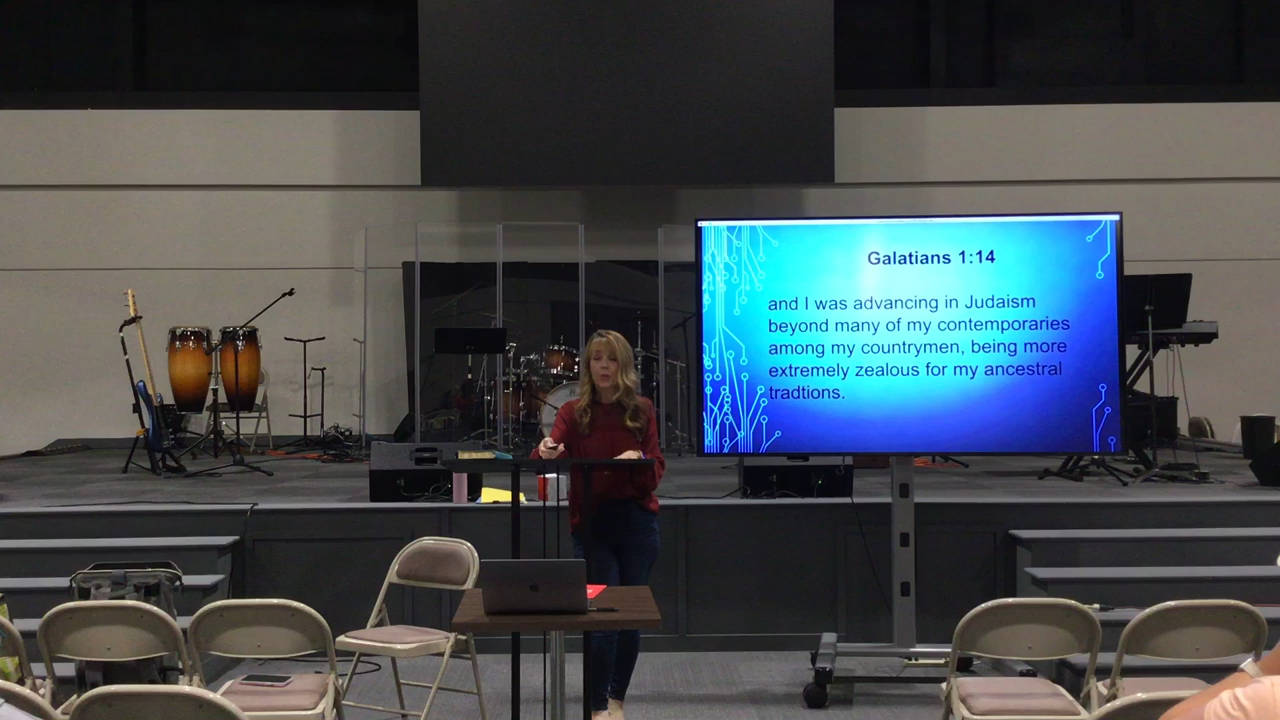 Galatians 1:14
and I was advancing in Judaism
beyond many of my contemporaries
among my countrymen, being more
extremely zealous for my ancestral
tradtions.